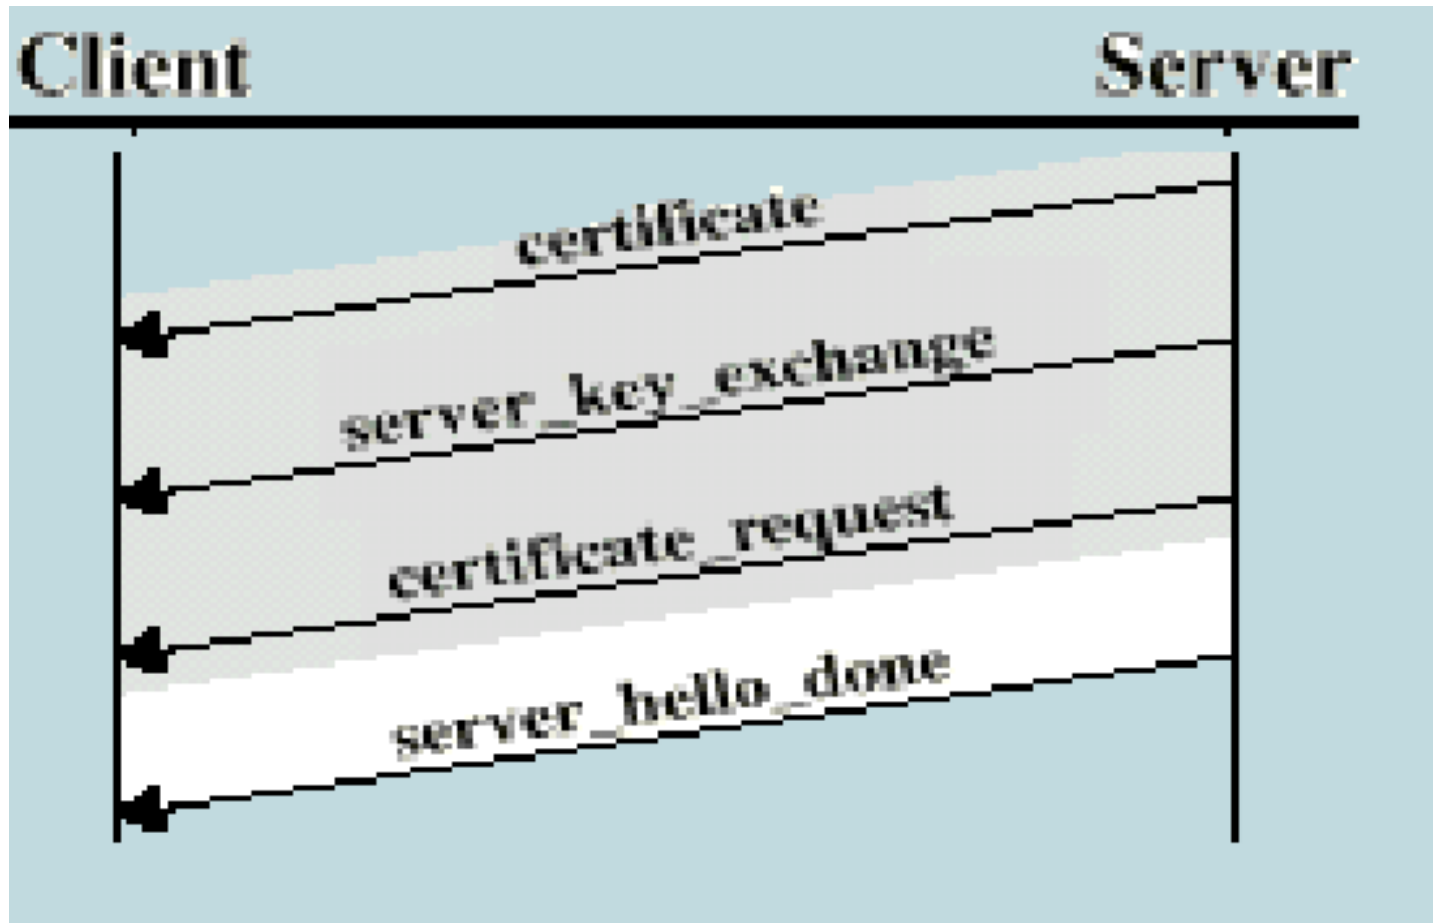 Client
Server
certificate
server_key_exchange
certificate_request
server_hello_done